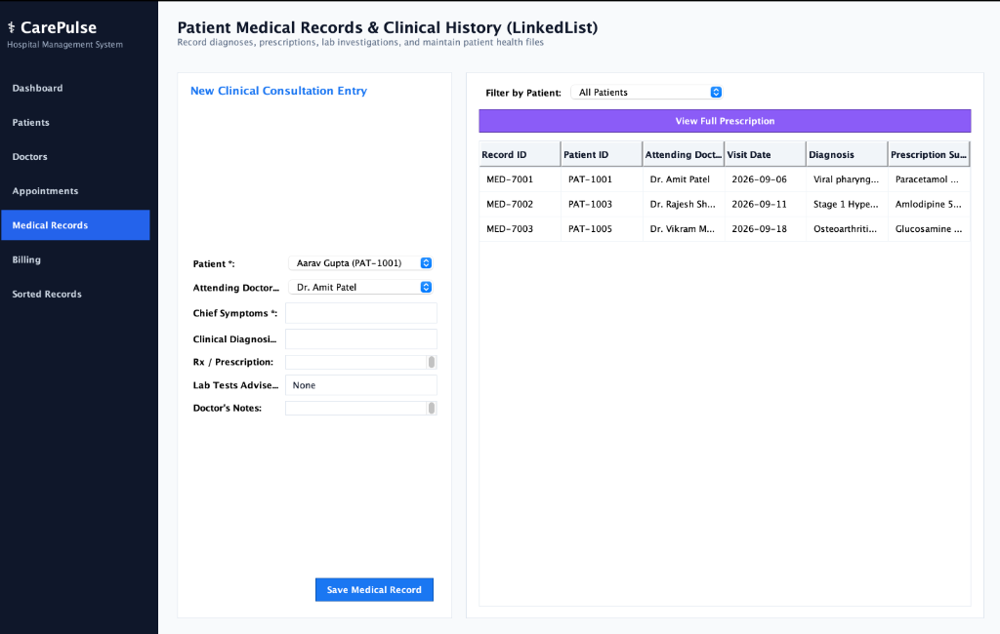 ⚕ CarePulse
Hospital Management System
Dashboard
Patients
Doctors
Appointments
Medical Records
Billing
Sorted Records
Patient Medical Records & Clinical History (LinkedList)
Record diagnoses, prescriptions, lab investigations, and maintain patient health files
New Clinical Consultation Entry
Patient *: Aarav Gupta (PAT-1001)
Attending Doctor... Dr. Amit Patel
Chief Symptoms *:
Clinical Diagnosi...
Rx / Prescription:
Lab Tests Advise... None
Doctor's Notes:
Save Medical Record
Filter by Patient: All Patients
View Full Prescription
Record ID Patient ID Attending Doct... Visit Date Diagnosis Prescription Su...
MED-7001 PAT-1001 Dr. Amit Patel 2026-09-06 Viral pharyng... Paracetamol ...
MED-7002 PAT-1003 Dr. Rajesh Sh... 2026-09-11 Stage 1 Hype... Amlodipine 5...
MED-7003 PAT-1005 Dr. Vikram M... 2026-09-18 Osteoarthriti... Glucosamine ...